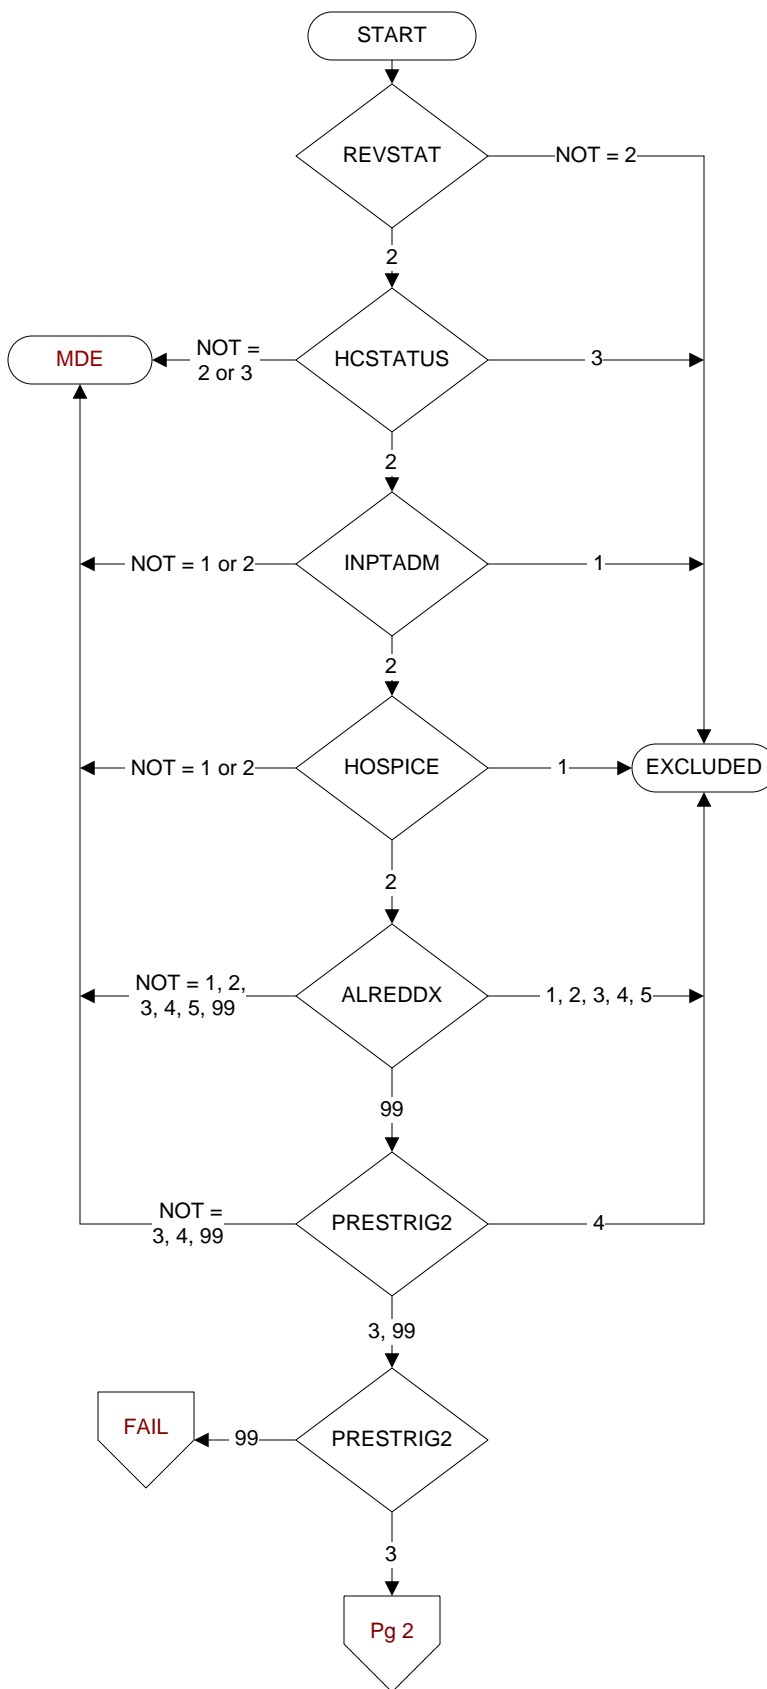 START
REVSTAT
NOT = 2
2
MDE
NOT =
2 or 3
HCSTATUS
3
2
NOT = 1 or 2
INPTADM
1
2
NOT = 1 or 2
HOSPICE
1
EXCLUDED
2
NOT = 1, 2,
3, 4, 5, 99
ALREDDX
1, 2, 3, 4, 5
99
NOT =
3, 4, 99
PRESTRIG2
4
3, 99
FAIL
99
PRESTRIG2
3
Pg 2